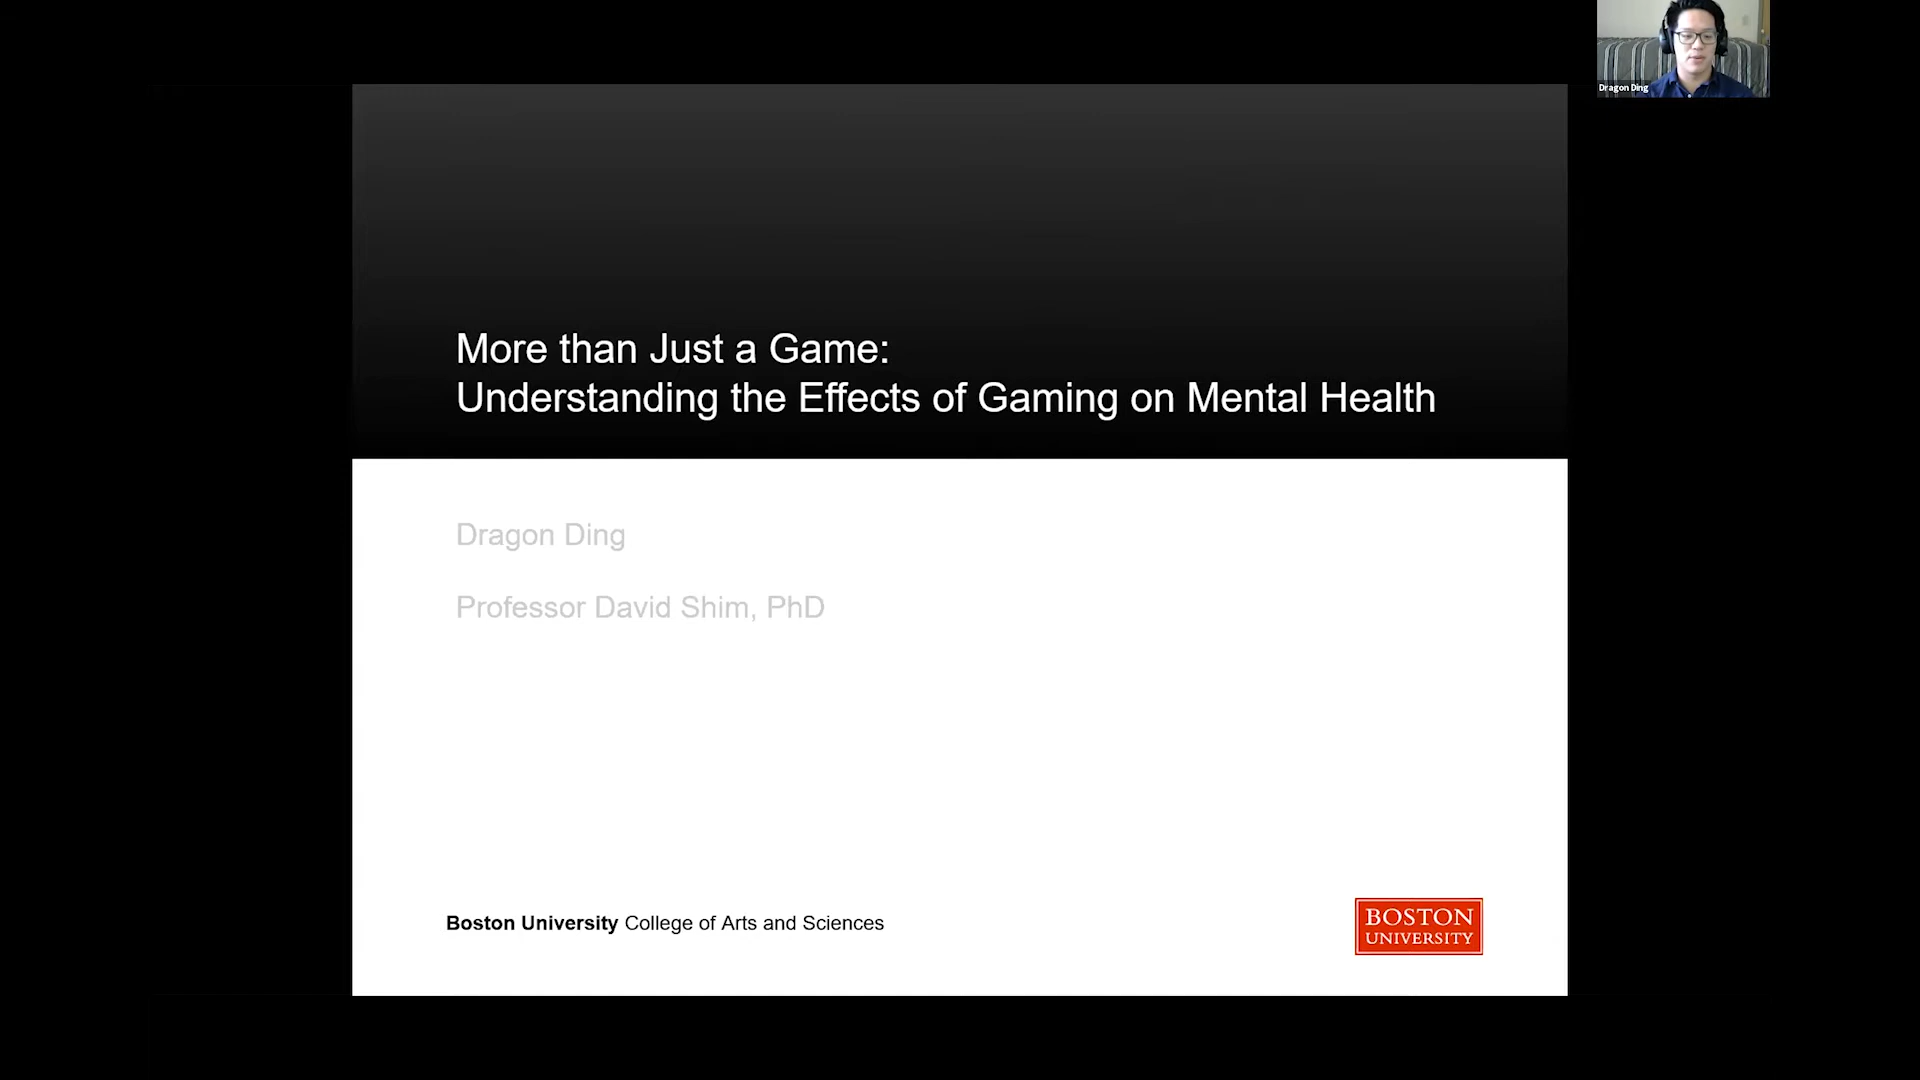 Dragon Ding
More than Just a Game:
Understanding the Effects of Gaming on Mental Health
Dragon Ding
Professor David Shim, PhD
Boston University College of Arts and Sciences
BOSTON
UNIVERSITY